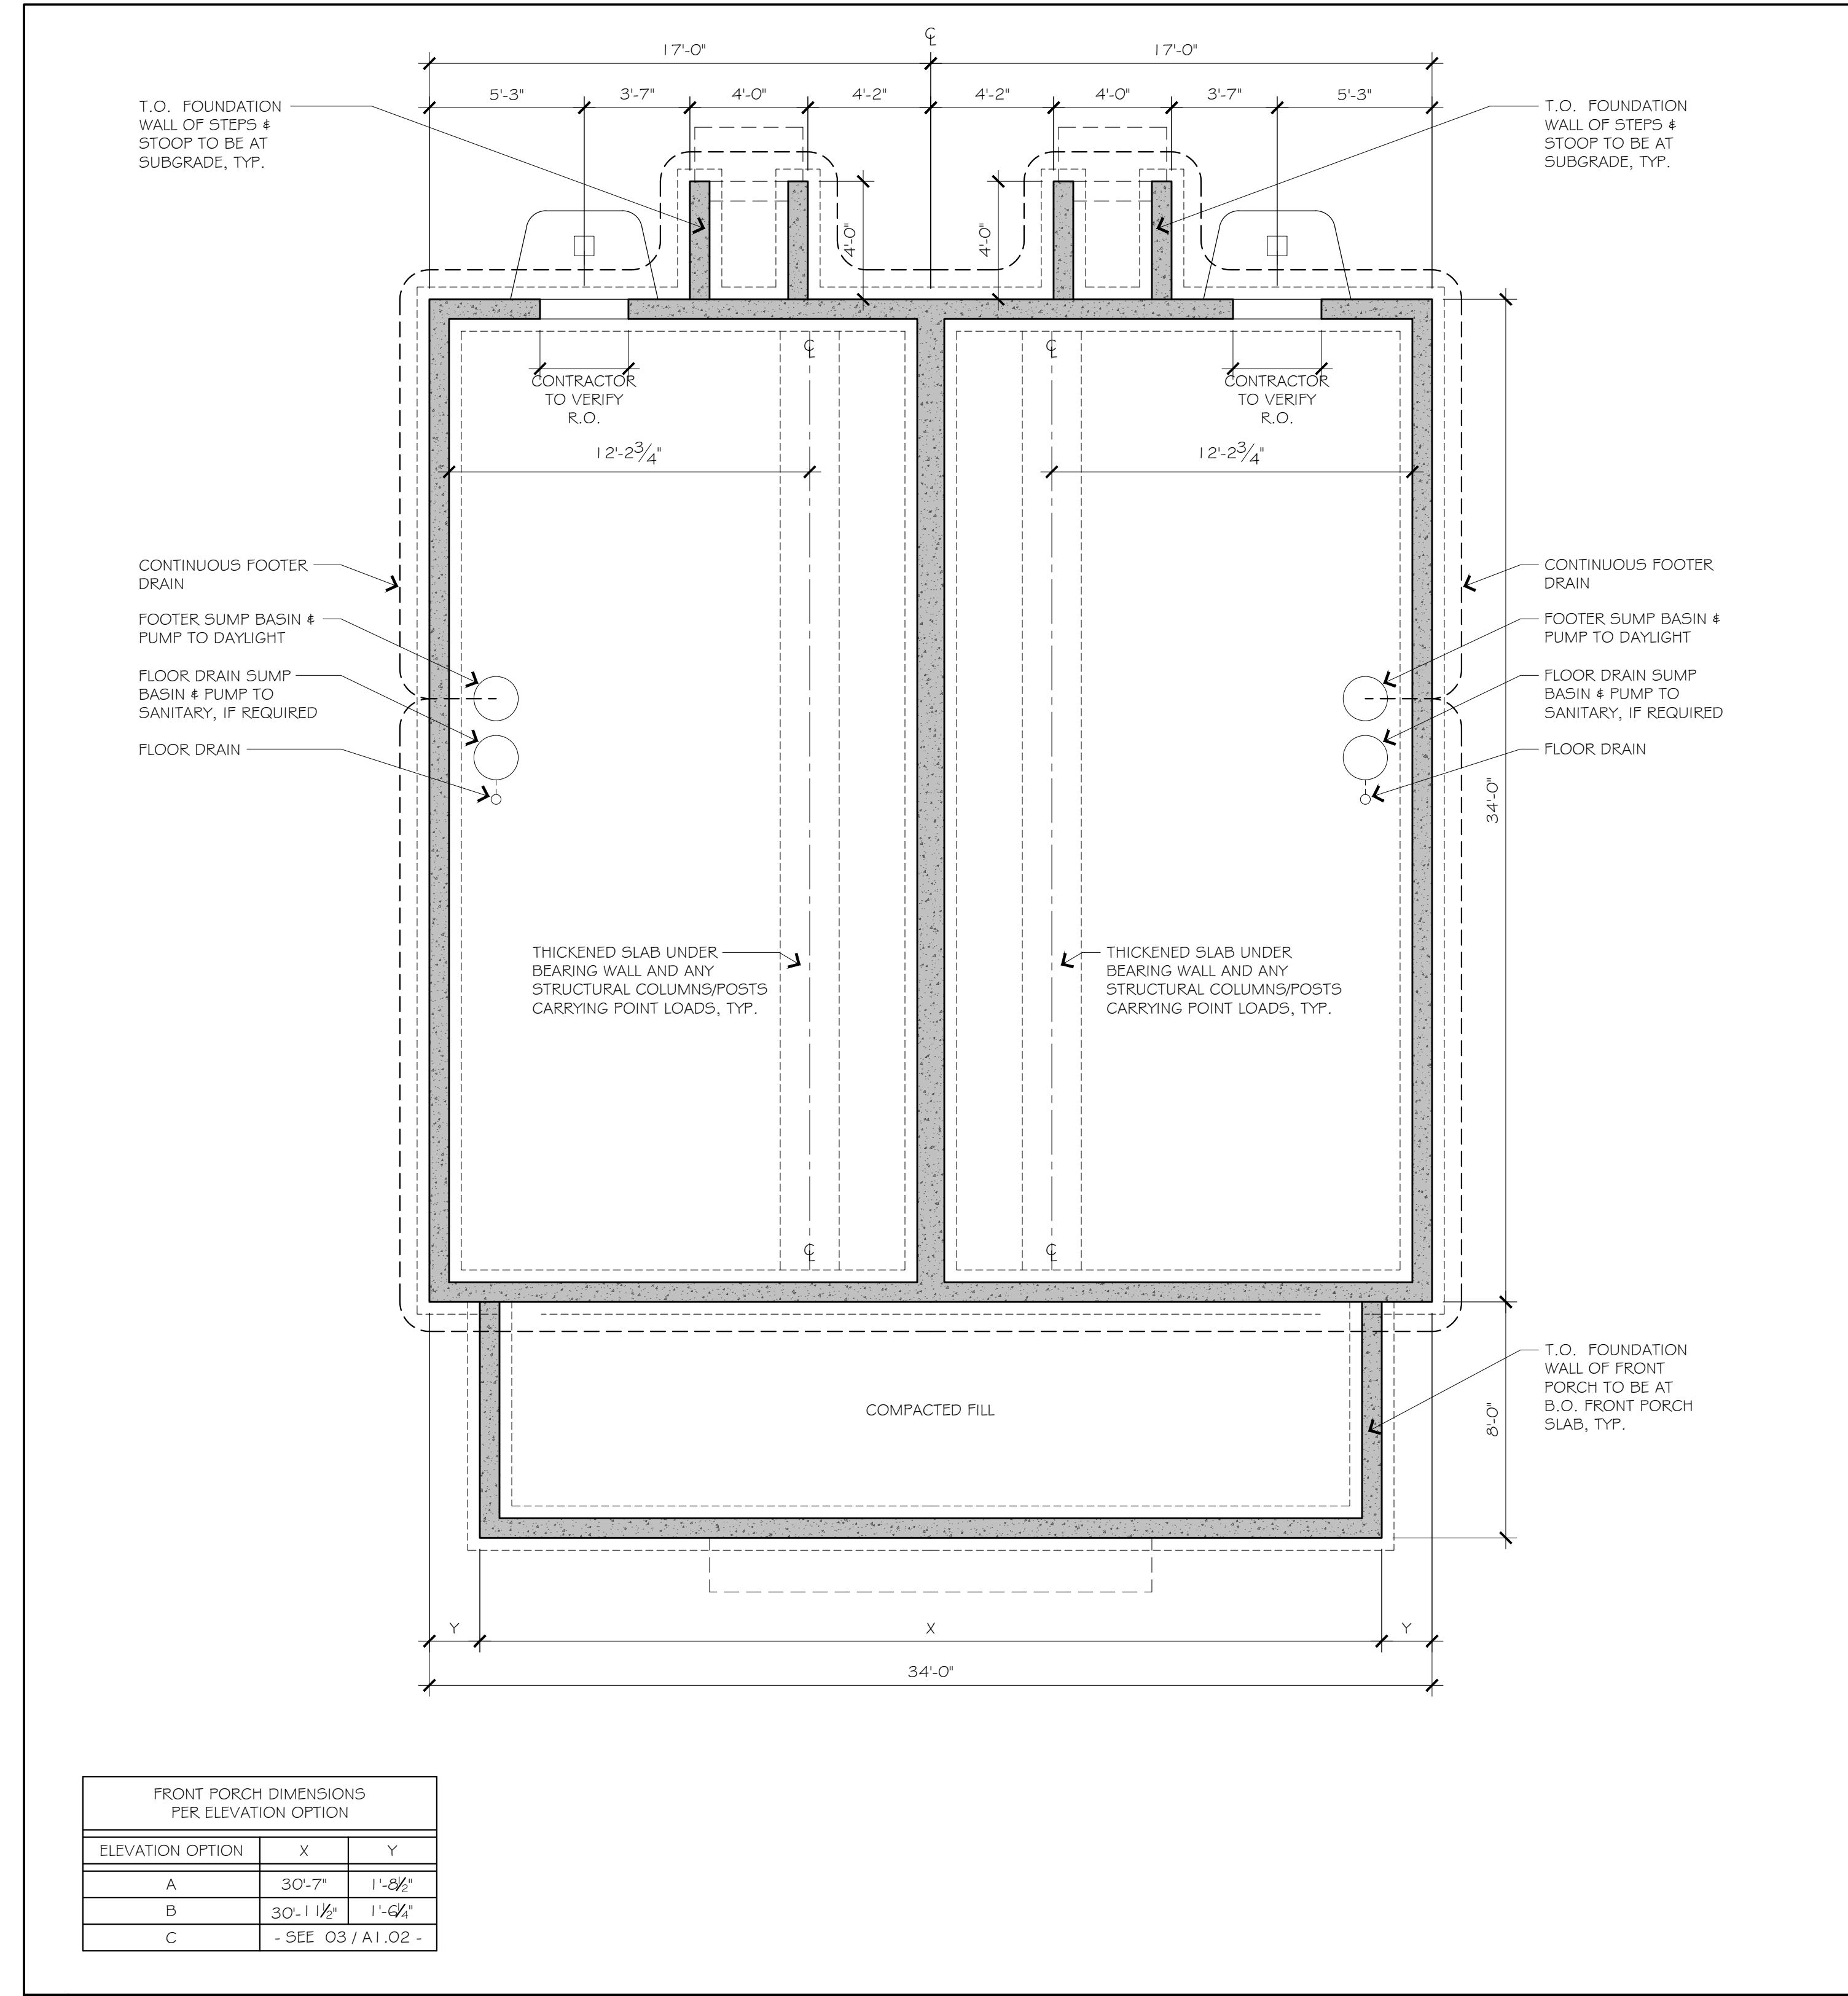 ℄
17'-0"
17'-0"
5'-3"
3'-7"
4'-0"
4'-2"
4'-2"
4'-0"
3'-7"
5'-3"
T.O. FOUNDATION
WALL OF STEPS &
STOOP TO BE AT
SUBGRADE, TYP.
T.O. FOUNDATION
WALL OF STEPS &
STOOP TO BE AT
SUBGRADE, TYP.
4'-0"
4'-0"
℄
℄
CONTRACTOR
TO VERIFY
R.O.
CONTRACTOR
TO VERIFY
R.O.
12'-2 3/4"
12'-2 3/4"
CONTINUOUS FOOTER
DRAIN
FOOTER SUMP BASIN &
PUMP TO DAYLIGHT
FLOOR DRAIN SUMP
BASIN & PUMP TO
SANITARY, IF REQUIRED
FLOOR DRAIN
CONTINUOUS FOOTER
DRAIN
FOOTER SUMP BASIN &
PUMP TO DAYLIGHT
FLOOR DRAIN SUMP
BASIN & PUMP TO
SANITARY, IF REQUIRED
FLOOR DRAIN
34'-0"
THICKENED SLAB UNDER
BEARING WALL AND ANY
STRUCTURAL COLUMNS/POSTS
CARRYING POINT LOADS, TYP.
THICKENED SLAB UNDER
BEARING WALL AND ANY
STRUCTURAL COLUMNS/POSTS
CARRYING POINT LOADS, TYP.
℄
℄
T.O. FOUNDATION
WALL OF FRONT
PORCH TO BE AT
B.O. FRONT PORCH
SLAB, TYP.
COMPACTED FILL
8'-0"
Y
X
Y
34'-0"
FRONT PORCH DIMENSIONS
PER ELEVATION OPTION
ELEVATION OPTION X Y
A 30'-7" 1'-8 1/2"
B 30'-11 1/2" 1'-6 1/4"
C - SEE 03 / A1.02 -